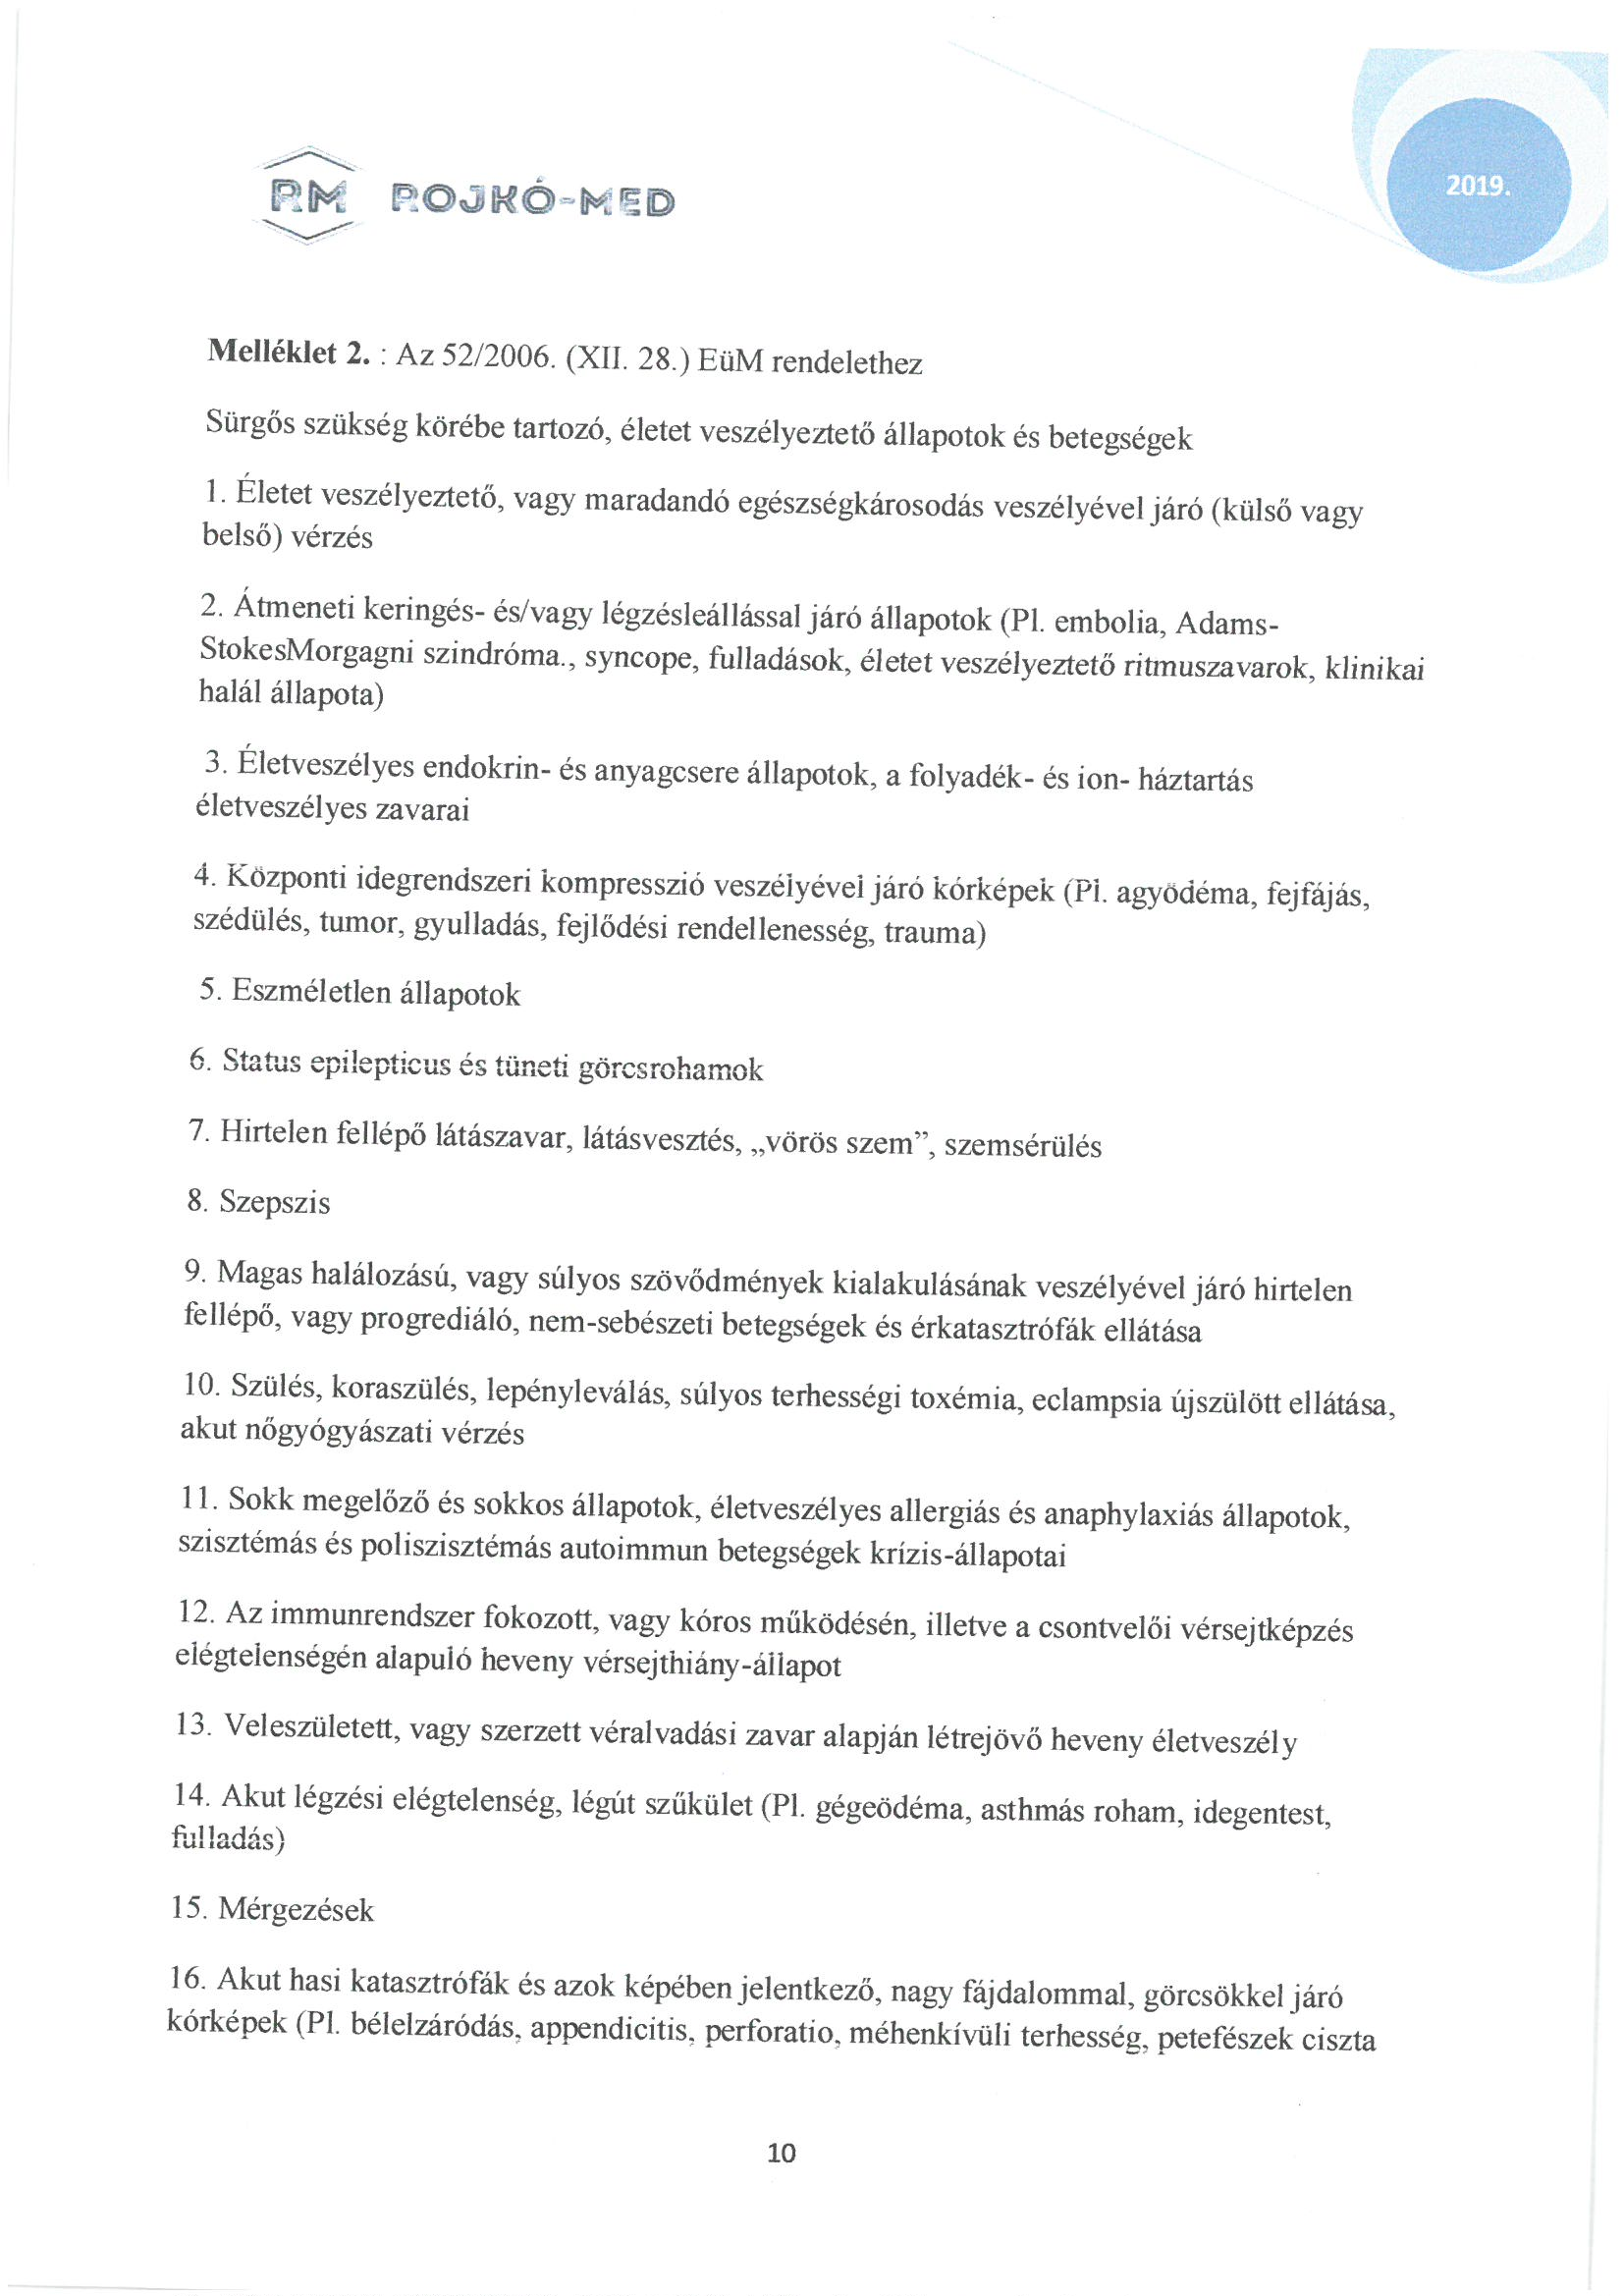 2019.
RM ROJKÓ-MED
Melléklet 2. : Az 52/2006. (XII. 28.) EüM rendelethez
Sürgős szükség körébe tartozó, életet veszélyeztető állapotok és betegségek
1. Életet veszélyeztető, vagy maradandó egészségkárosodás veszélyével járó (külső vagy
belső) vérzés
2. Átmeneti keringés- és/vagy légzésleállással járó állapotok (Pl. embolia, Adams-
StokesMorgagni szindróma., syncope, fulladások, életet veszélyeztető ritmuszavarok, klinikai
halál állapota)
3. Életveszélyes endokrin- és anyagcsere állapotok, a folyadék- és ion- háztartás
életveszélyes zavarai
4. Központi idegrendszeri kompresszió veszélyével járó kórképek (Pl. agyödéma, fejfájás,
szédülés, tumor, gyulladás, fejlődési rendellenesség, trauma)
5. Eszméletlen állapotok
6. Status epilepticus és tüneti görcsrohamok
7. Hirtelen fellépő látászavar, látásvesztés, „vörös szem”, szemsérülés
8. Szepszis
9. Magas halálozású, vagy súlyos szövődmények kialakulásának veszélyével járó hirtelen
fellépő, vagy progrediáló, nem-sebészeti betegségek és érkatasztrófák ellátása
10. Szülés, koraszülés, lepényleválás, súlyos terhességi toxémia, eclampsia újszülött ellátása,
akut nőgyógyászati vérzés
11. Sokk megelőző és sokkos állapotok, életveszélyes allergiás és anaphylaxiás állapotok,
szisztémás és poliszisztémás autoimmun betegségek krízis-állapotai
12. Az immunrendszer fokozott, vagy kóros működésén, illetve a csontvelői vérsejtképzés
elégtelenségén alapuló heveny vérsejthiány-állapot
13. Veleszületett, vagy szerzett véralvadási zavar alapján létrejövő heveny életveszély
14. Akut légzési elégtelenség, légút szűkület (Pl. gégeödéma, asthmás roham, idegentest,
fulladás)
15. Mérgezések
16. Akut hasi katasztrófák és azok képében jelentkező, nagy fájdalommal, görcsökkel járó
kórképek (Pl. bélelzáródás, appendicitis, perforatio, méhenkívüli terhesség, petefészek ciszta
10